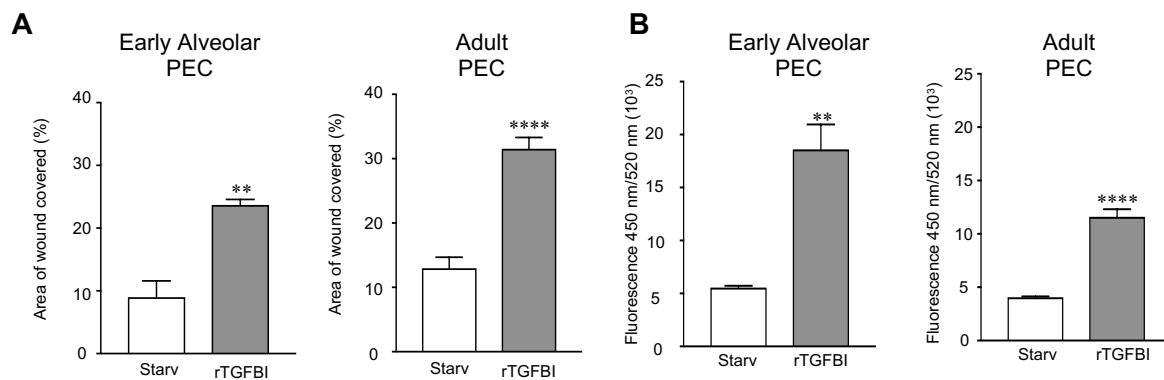 A
Early Alveolar
PEC
Area of wound covered (%)
40
30
20
10
0
**
Starv
rTGFBI
Adult
PEC
Area of wound covered (%)
40
30
20
10
0
****
Starv
rTGFBI
B
Early Alveolar
PEC
Fluorescence 450 nm/520 nm (10³)
25
20
15
10
5
0
**
Starv
rTGFBI
Adult
PEC
Fluorescence 450 nm/520 nm (10³)
25
20
15
10
5
0
****
Starv
rTGFBI